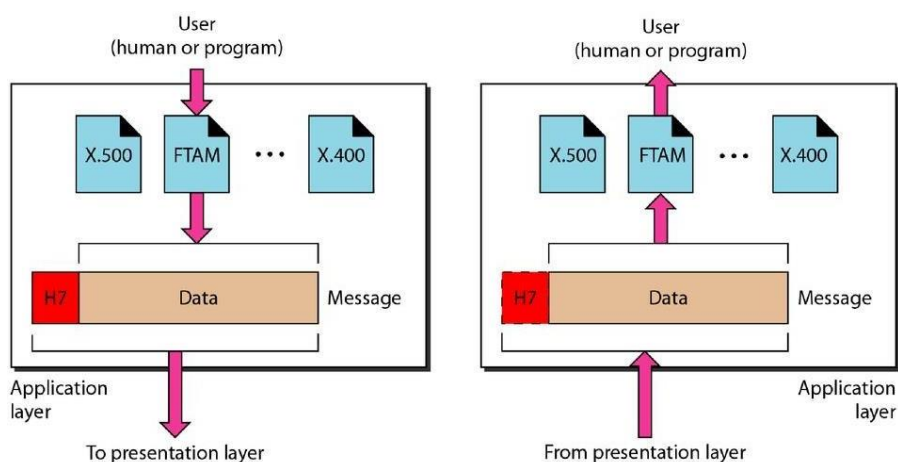 User
(human or program)
X.500
FTAM
...
X.400
H7
Data
Message
Application
layer
To presentation layer
User
(human or program)
X.500
FTAM
...
X.400
H7
Data
Message
Application
layer
From presentation layer